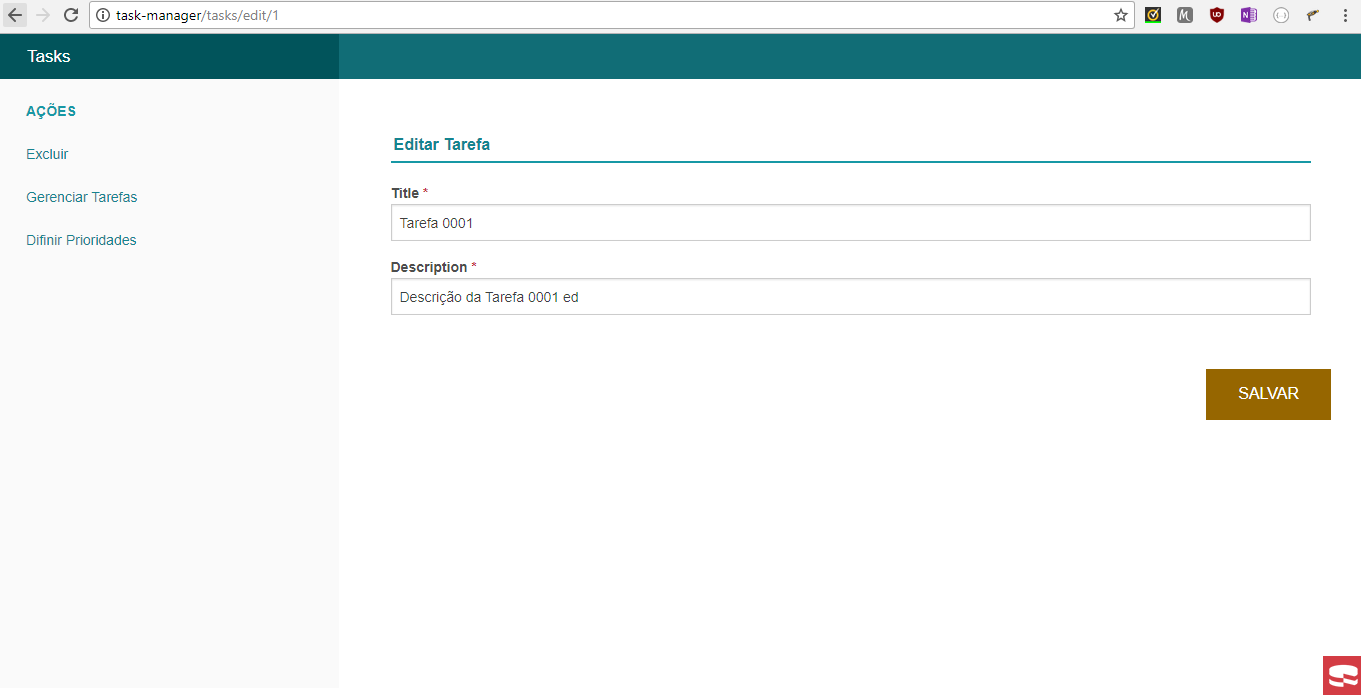 task-manager/tasks/edit/1
Tasks
AÇÕES
Excluir
Gerenciar Tarefas
Difinir Prioridades
Editar Tarefa
Title *
Tarefa 0001
Description *
Descrição da Tarefa 0001 ed
SALVAR